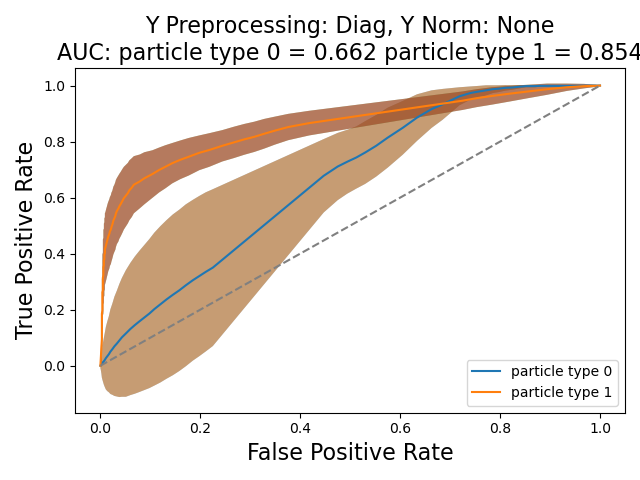 Y Preprocessing: Diag, Y Norm: None
AUC: particle type 0 = 0.662 particle type 1 = 0.854
True Positive Rate
1.0
0.8
0.6
0.4
0.2
0.0
0.0 0.2 0.4 0.6 0.8 1.0
False Positive Rate
particle type 0
particle type 1